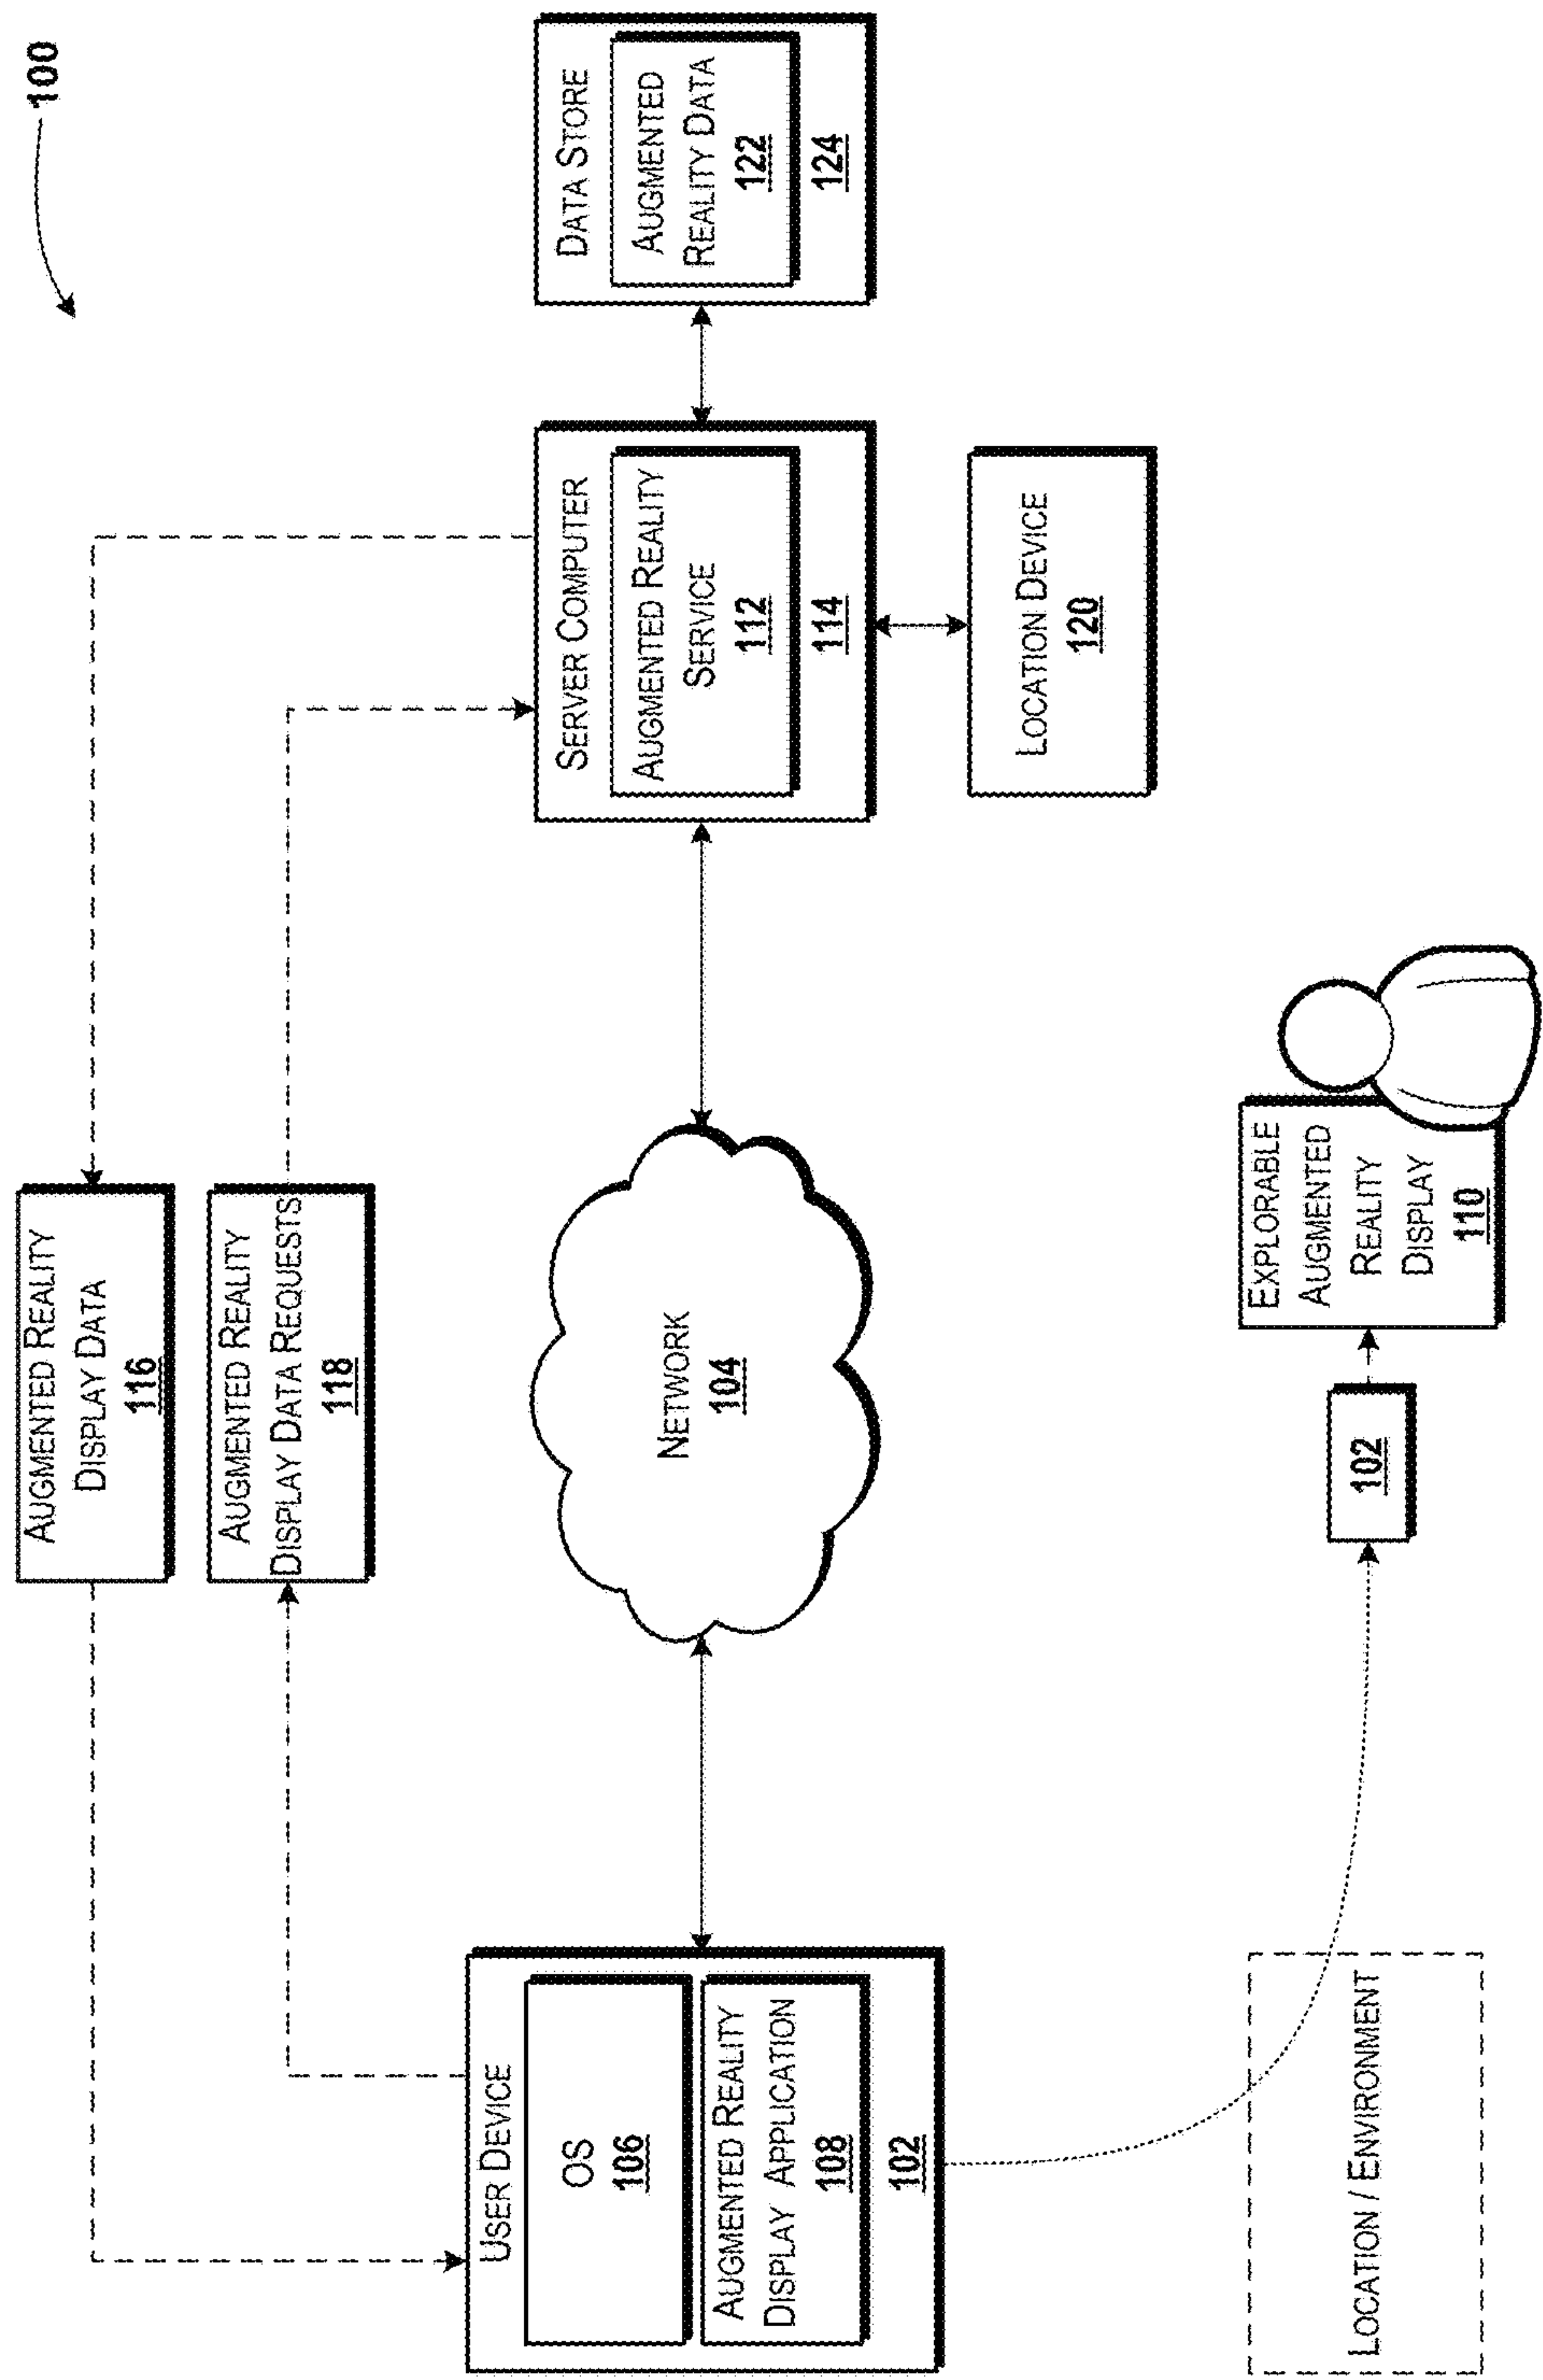 100
AUGMENTED REALITY
DISPLAY DATA
116
AUGMENTED REALITY
DISPLAY DATA REQUESTS
118
USER DEVICE
OS
106
AUGMENTED REALITY
DISPLAY APPLICATION
108
102
NETWORK
104
SERVER COMPUTER
AUGMENTED REALITY
SERVICE
112
114
DATA STORE
AUGMENTED
REALITY DATA
122
124
LOCATION DEVICE
120
LOCATION / ENVIRONMENT
102
EXPLORABLE
AUGMENTED
REALITY
DISPLAY
110